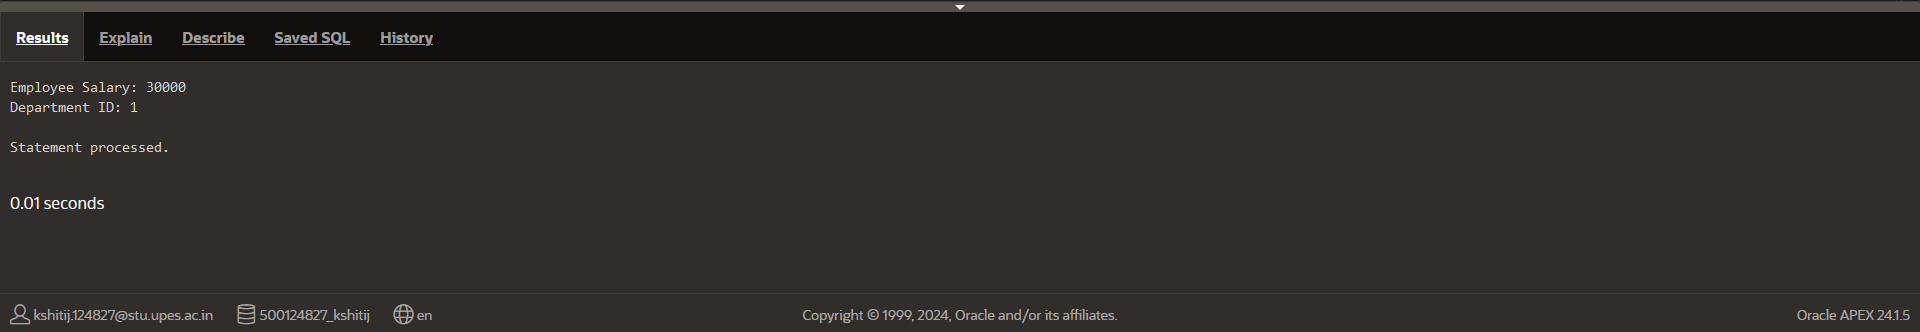 Results Explain Describe Saved SQL History
Employee Salary: 30000
Department ID: 1
Statement processed.
0.01 seconds
kshitij.124827@stu.upes.ac.in 500124827_kshitij en Copyright © 1999, 2024, Oracle and/or its affiliates. Oracle APEX 24.1.5